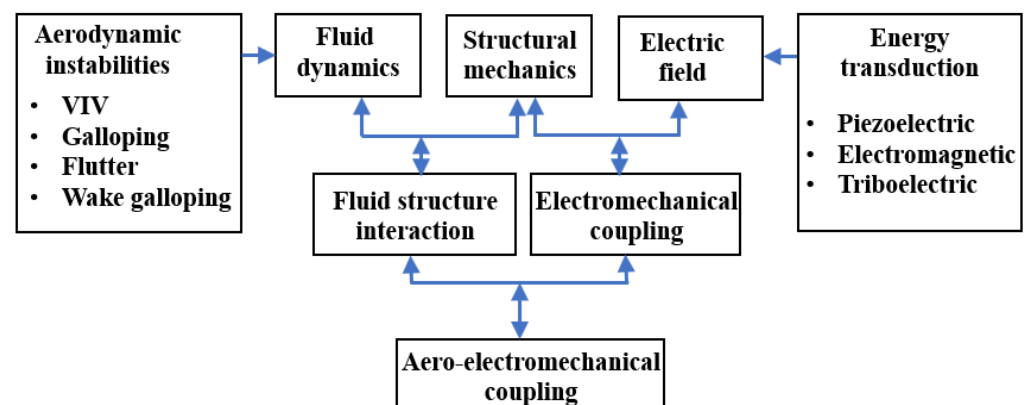 Aerodynamic
instabilities
• VIV
• Galloping
• Flutter
• Wake galloping
Fluid
dynamics
Structural
mechanics
Electric
field
Energy
transduction
• Piezoelectric
• Electromagnetic
• Triboelectric
Fluid structure
interaction
Electromechanical
coupling
Aero-electromechanical
coupling